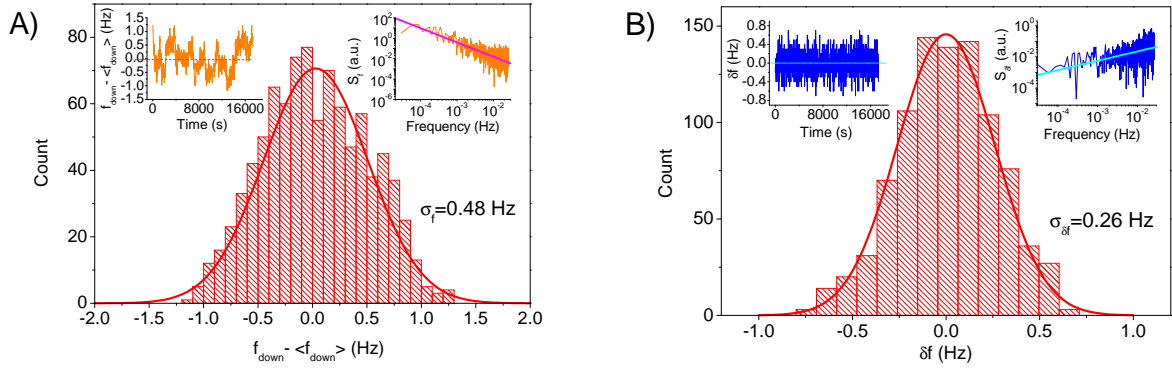 A)
f_down - <f_down> (Hz)
1.5
1.0
0.5
0.0
-0.5
-1.0
-1.5
0 8000 16000
Time (s)
S_f (a.u.)
10^2
10^0
10^-2
10^-4
10^-6
10^-4 10^-3 10^-2
Frequency (Hz)
Count
80
60
40
20
0
σ_f=0.48 Hz
-2.0 -1.5 -1.0 -0.5 0.0 0.5 1.0 1.5 2.0
f_down - <f_down> (Hz)
B)
δf (Hz)
0.8
0.4
0.0
-0.4
-0.8
0 8000 16000
Time (s)
S_δf (a.u.)
10^0
10^-2
10^-4
10^-4 10^-3 10^-2
Frequency (Hz)
Count
150
100
50
0
σ_δf=0.26 Hz
-1.0 -0.5 0.0 0.5 1.0
δf (Hz)